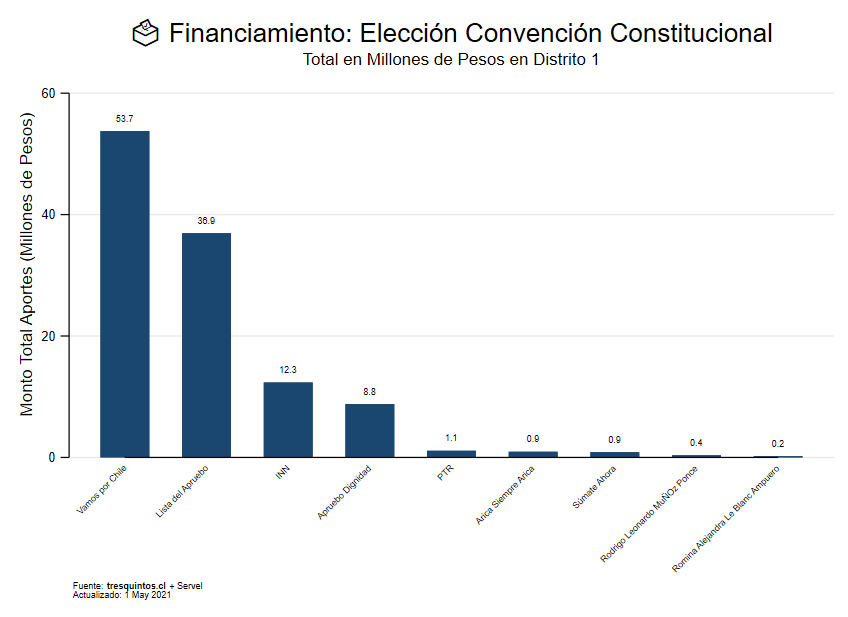 Financiamiento: Elección Convención Constitucional
Total en Millones de Pesos en Distrito 1
Monto Total Aportes (Millones de Pesos)
60
40
20
0
53.7
36.9
12.3
8.8
1.1
0.9
0.9
0.4
0.2
Vamos por Chile
Lista del Apruebo
INN
Apruebo Dignidad
PTR
Arica Siempre Arica
Súmate Ahora
Rodrigo Leonardo MuÑOz Ponce
Romina Alejandra Le Blanc Ampuero
Fuente: tresquintos.cl + Servel
Actualizado: 1 May 2021